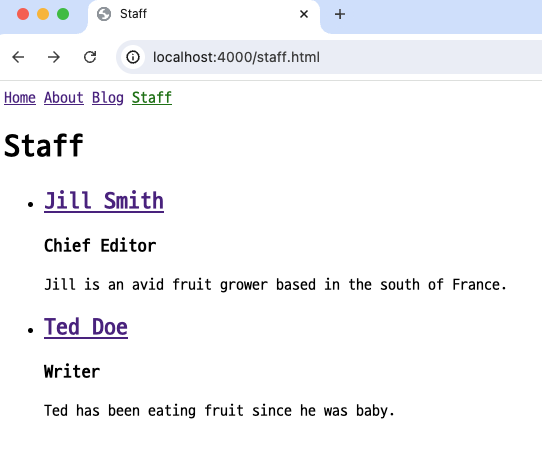 Staff
localhost:4000/staff.html
Home About Blog Staff
Staff
Jill Smith
Chief Editor
Jill is an avid fruit grower based in the south of France.
Ted Doe
Writer
Ted has been eating fruit since he was baby.